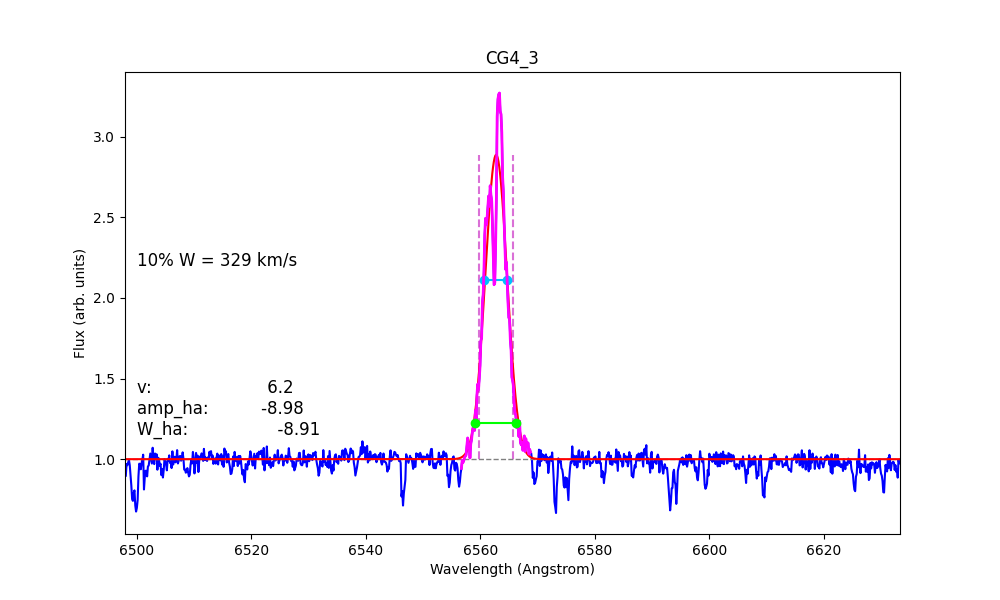 CG4_3
3.0
2.5
2.0
1.5
1.0
Flux (arb. units)
10% W = 329 km/s
v: 6.2
amp_ha: -8.98
W_ha: -8.91
6500 6520 6540 6560 6580 6600 6620
Wavelength (Angstrom)